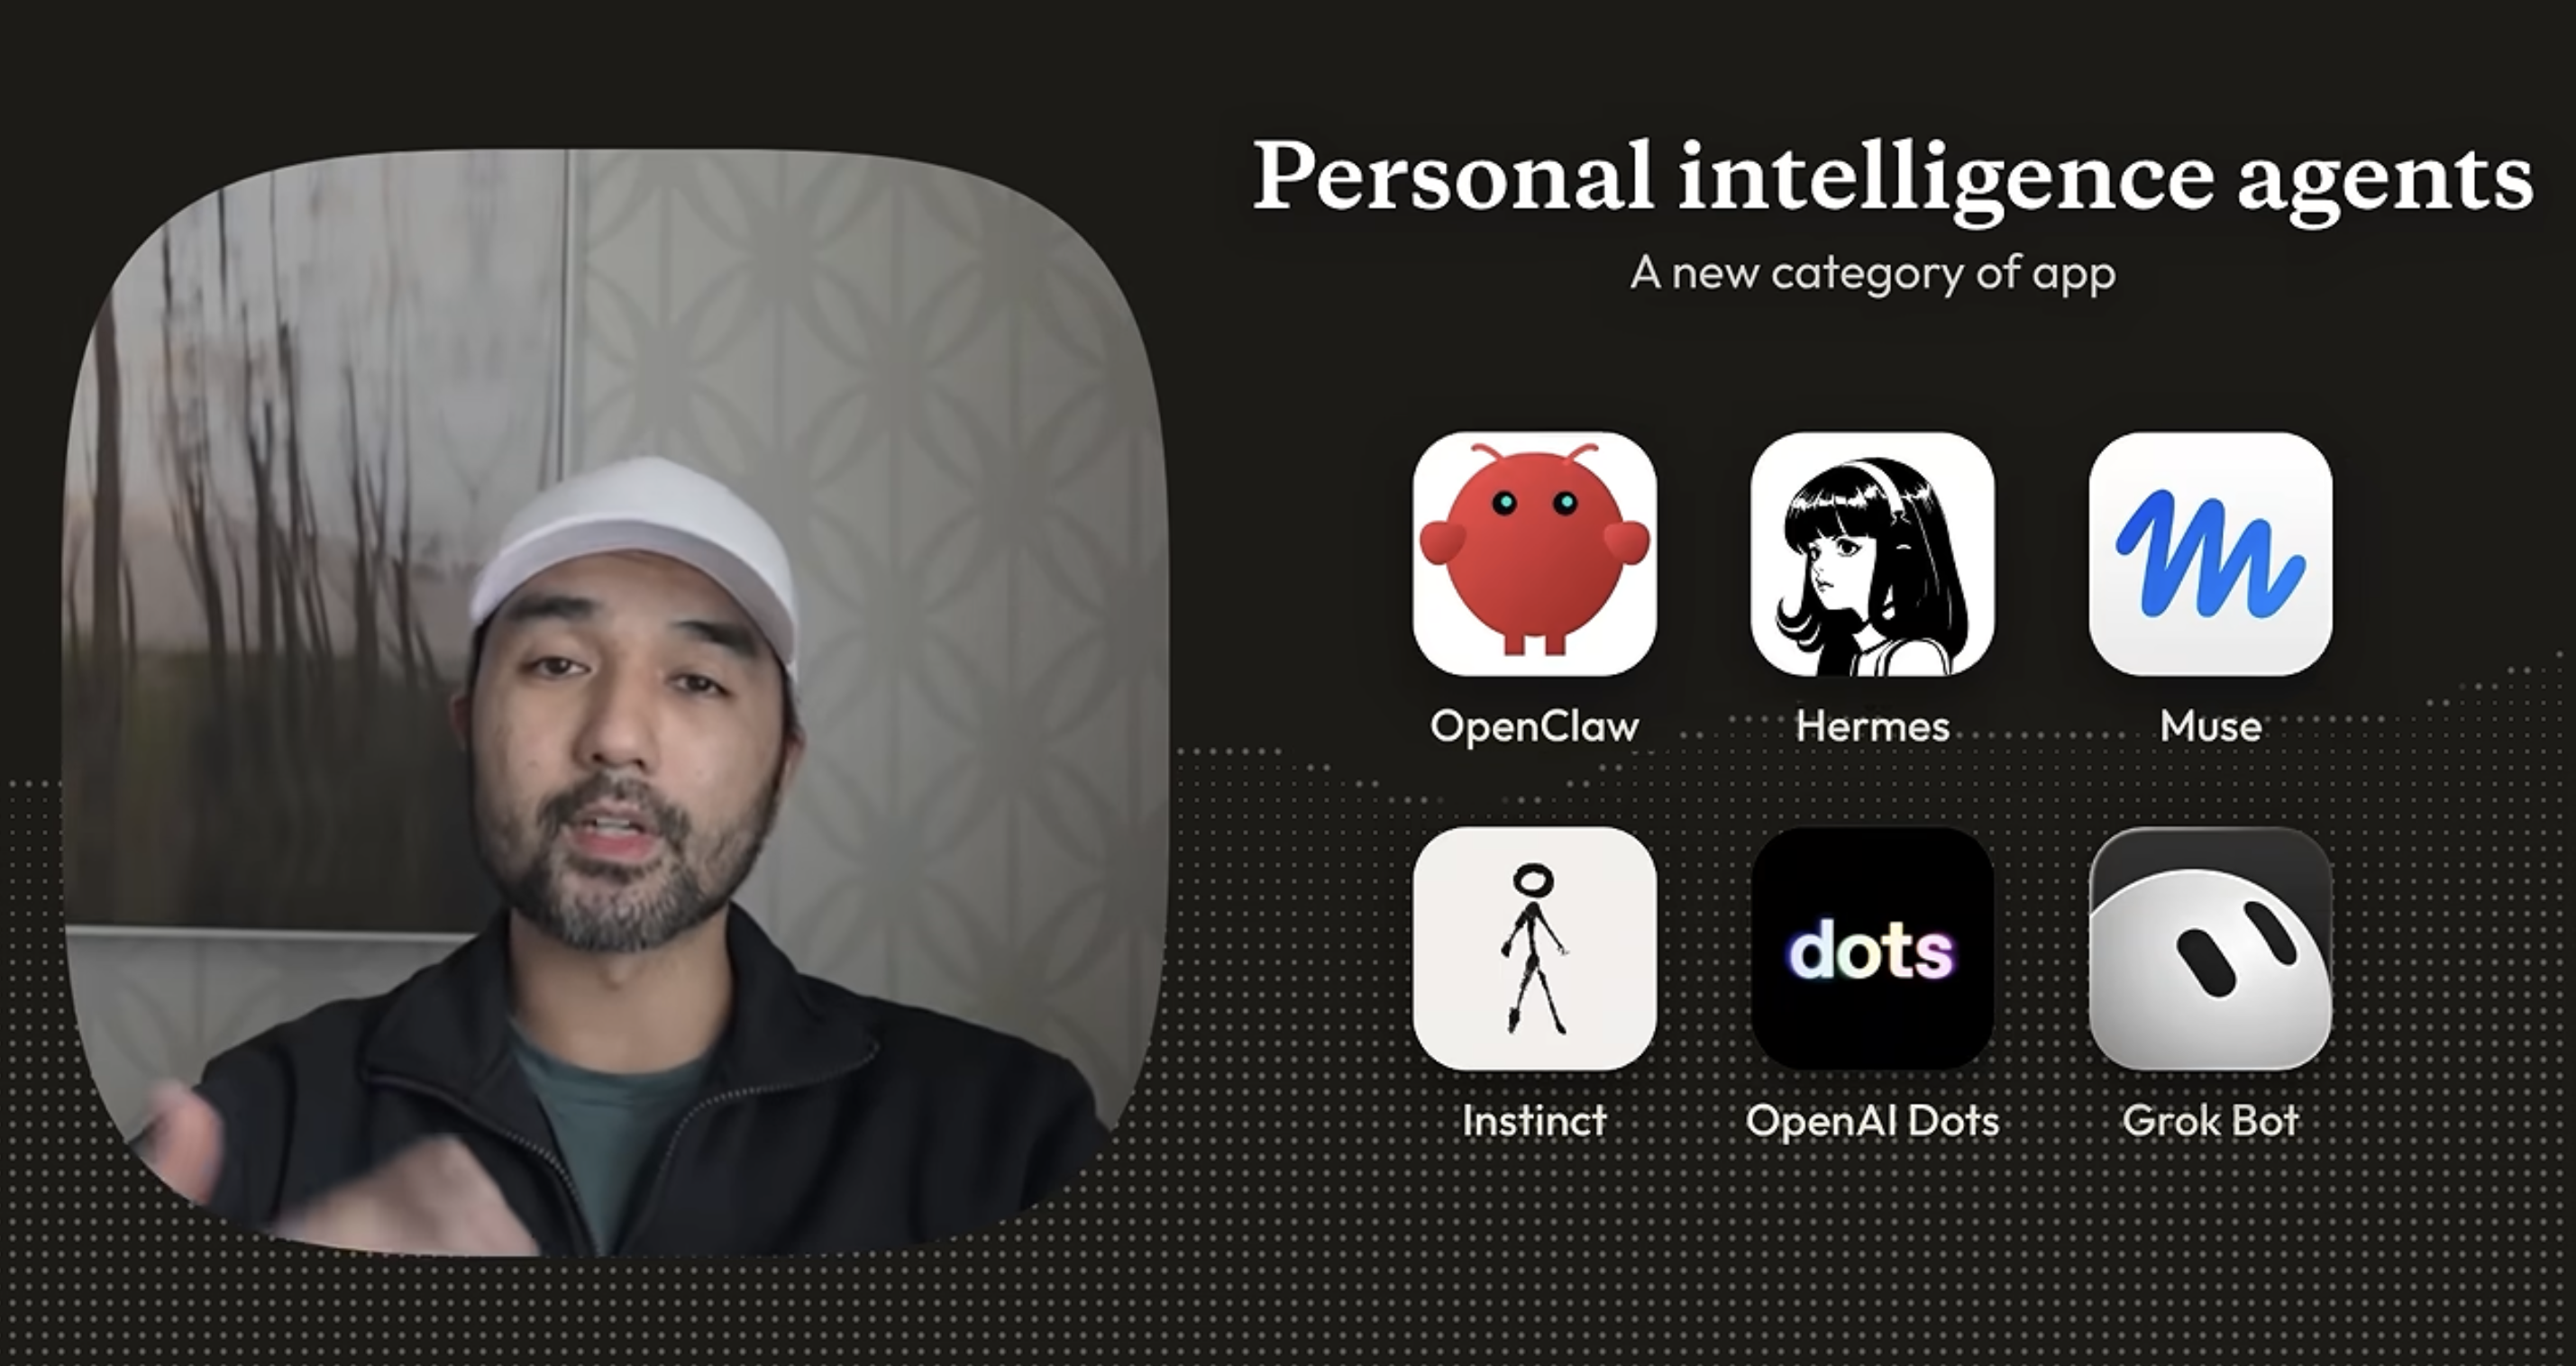 Personal intelligence agents
A new category of app
OpenClaw
Hermes
Muse
dots
Instinct
OpenAI Dots
Grok Bot